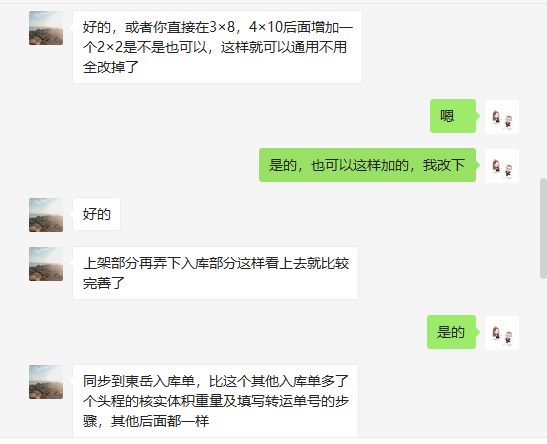 好的，或者你直接在3×8，4×10后面增加一
个2×2是不是也可以，这样就可以通用不用
全改掉了
嗯
是的，也可以这样加的，我改下
好的
上架部分再弄下入库部分这样看上去就比较
完善了
是的
同步到東岳入库单，比这个其他入库单多了
个头程的核实体积重量及填写转运单号的步
骤，其他后面都一样